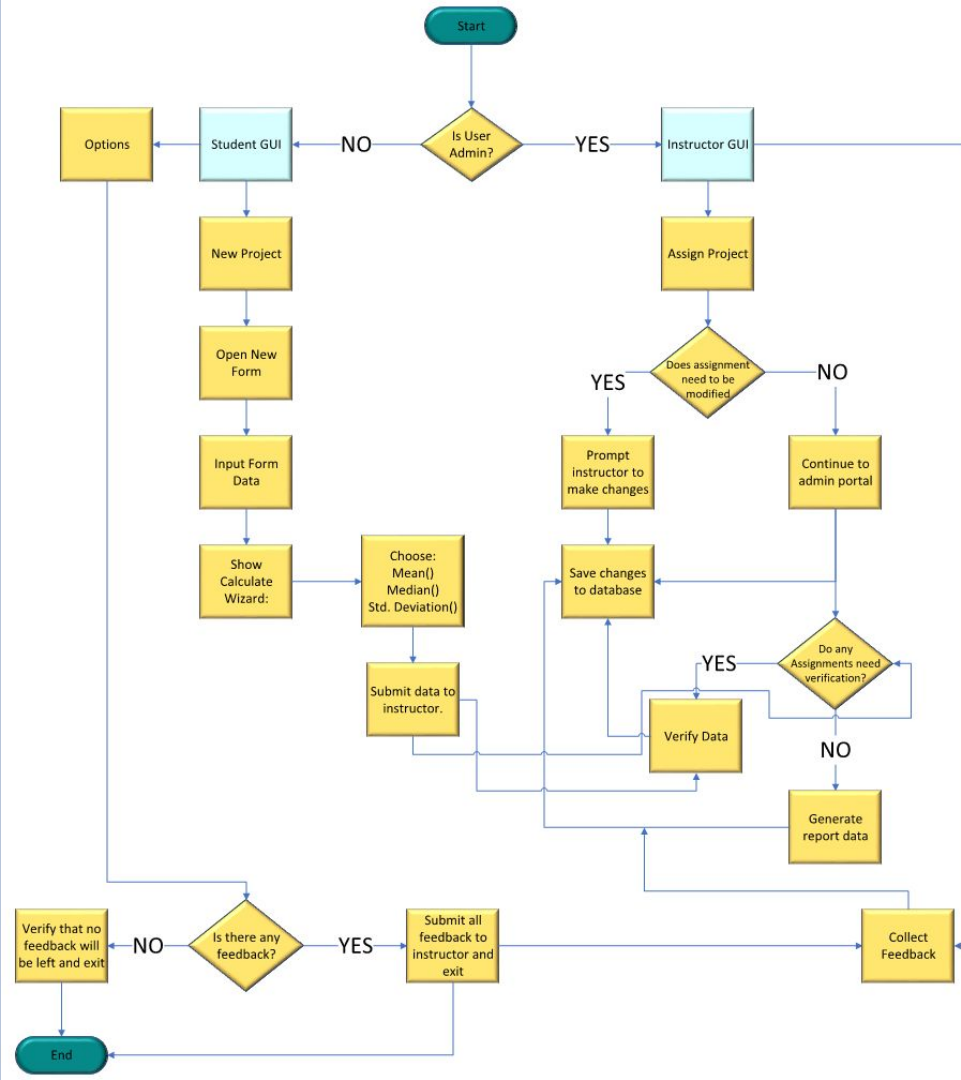 Start
Options
Student GUI
NO
Is User
Admin?
YES
Instructor GUI
New Project
Assign Project
Open New
Form
Does assignment
need to be
modified
YES
NO
Input Form
Data
Prompt
instructor to
make changes
Continue to
admin portal
Show
Calculate
Wizard:
Choose:
Mean()
Median()
Std. Deviation()
Save changes
to database
Do any
Assignments need
verification?
YES
Submit data to
instructor.
Verify Data
NO
Generate
report data
Verify that no
feedback will
be left and exit
NO
Is there any
feedback?
YES
Submit all
feedback to
instructor and
exit
Collect
Feedback
End